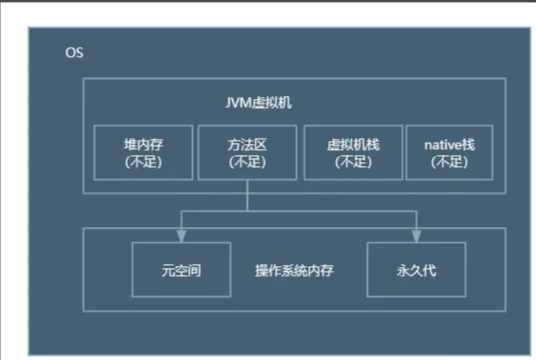 OS
JVM虚拟机
堆内存
(不足)
方法区
(不足)
虚拟机栈
(不足)
native栈
(不足)
元空间
操作系统内存
永久代